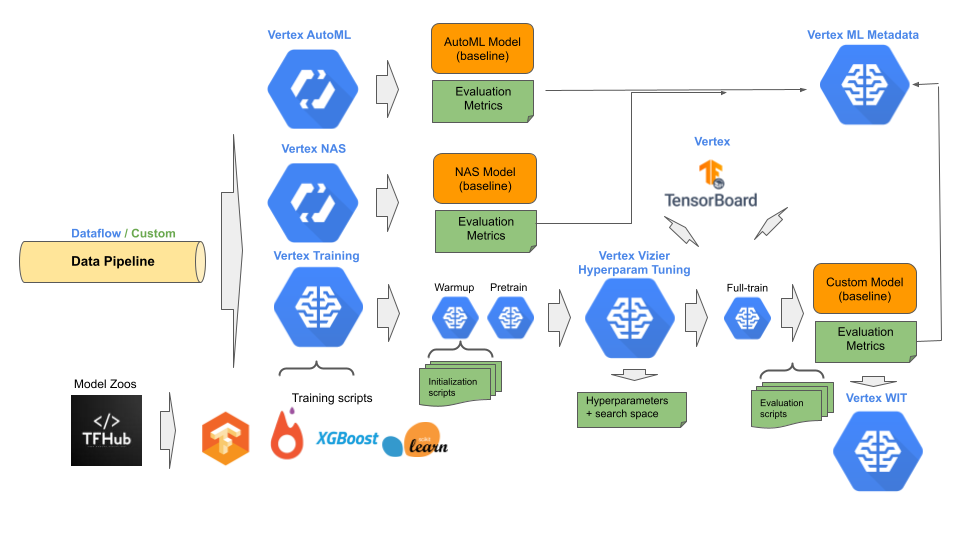 Vertex AutoML
AutoML Model
(baseline)
Evaluation
Metrics
Vertex ML Metadata
Vertex NAS
NAS Model
(baseline)
Evaluation
Metrics
Vertex
TensorBoard
Dataflow / Custom
Data Pipeline
Vertex Training
Warmup
Pretrain
Vertex Vizier
Hyperparam Tuning
Full-train
Custom Model
(baseline)
Evaluation
Metrics
Initialization
scripts
Hyperparameters
+ search space
Evaluation
scripts
Vertex WIT
Model Zoos
</>
TFHub
Training scripts
XGBoost
scikit
learn